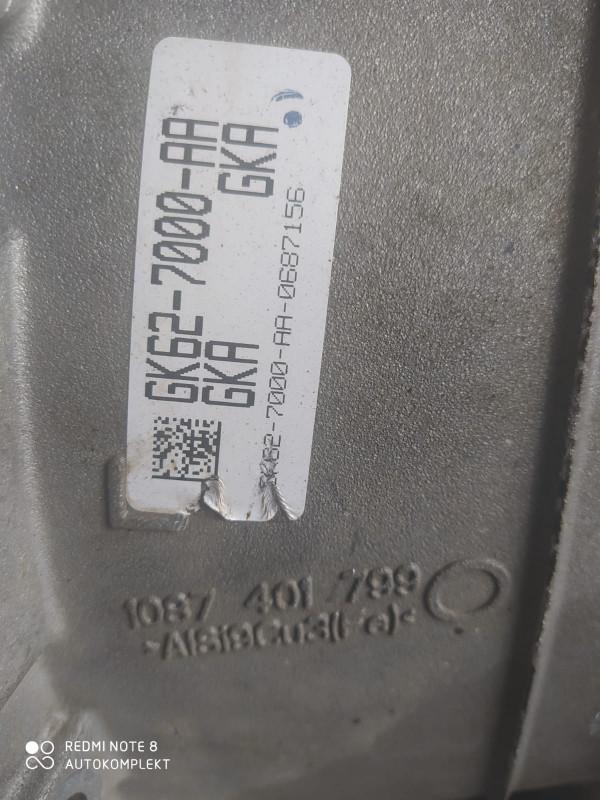 GK62-7000-AA
GKA GKA
GK62-7000-AA-0687156
1087 401 799
>AlSi9Cu3(Fe)<
REDMI NOTE 8
AUTOKOMPLEKT